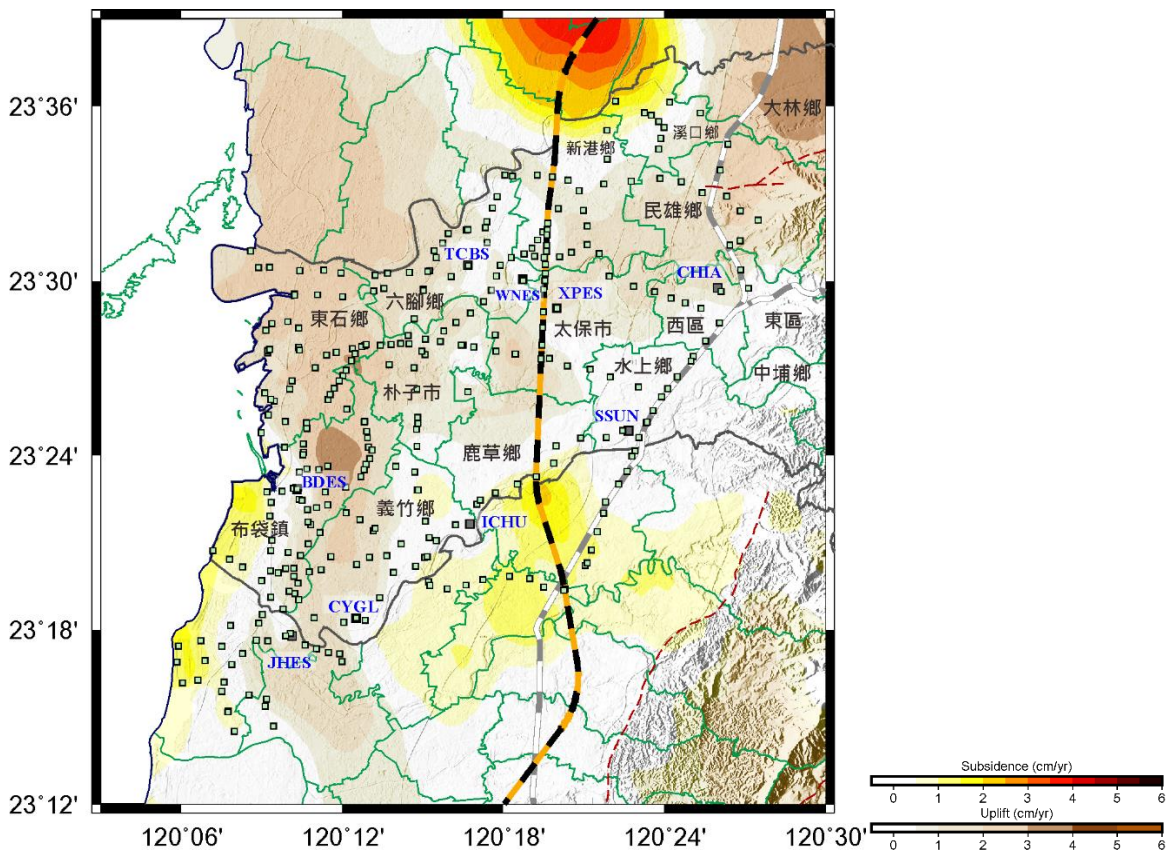 23°36'
大林鄉
溪口鄉
新港鄉
民雄鄉
TCBS
CHIA
23°30'
WNES
XPES
六腳鄉
東石鄉
太保市
西區
東區
水上鄉
中埔鄉
朴子市
SSUN
23°24'
鹿草鄉
BDES
義竹鄉
布袋鎮
ICHU
23°18'
CYGL
JHES
23°12'
120°06'
120°12'
120°18'
120°24'
120°30'
Subsidence (cm/yr)
0 1 2 3 4 5 6
Uplift (cm/yr)
0 1 2 3 4 5 6